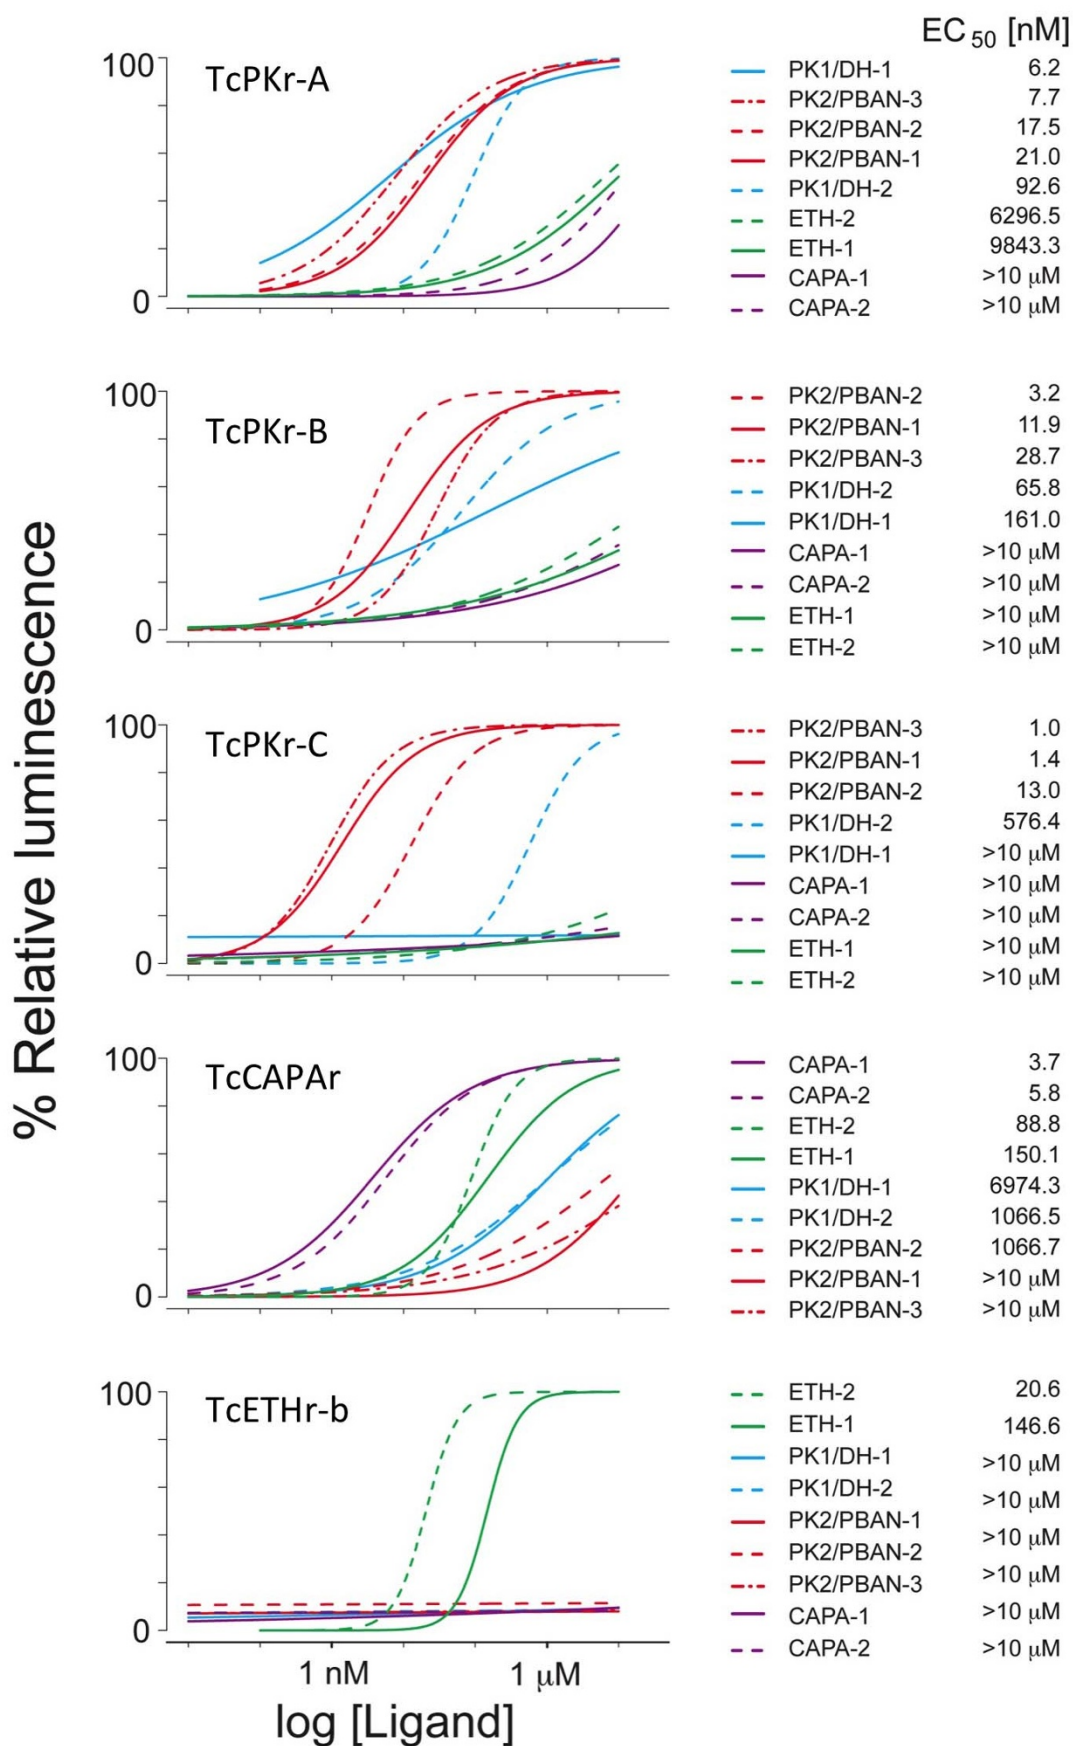 EC50 [nM]
100
TcPKr-A
0
PK1/DH-1 6.2
PK2/PBAN-3 7.7
PK2/PBAN-2 17.5
PK2/PBAN-1 21.0
PK1/DH-2 92.6
ETH-2 6296.5
ETH-1 9843.3
CAPA-1 >10 μM
CAPA-2 >10 μM
100
TcPKr-B
0
PK2/PBAN-2 3.2
PK2/PBAN-1 11.9
PK2/PBAN-3 28.7
PK1/DH-2 65.8
PK1/DH-1 161.0
CAPA-1 >10 μM
CAPA-2 >10 μM
ETH-1 >10 μM
ETH-2 >10 μM
% Relative luminescence
100
TcPKr-C
0
PK2/PBAN-3 1.0
PK2/PBAN-1 1.4
PK2/PBAN-2 13.0
PK1/DH-2 576.4
PK1/DH-1 >10 μM
CAPA-1 >10 μM
CAPA-2 >10 μM
ETH-1 >10 μM
ETH-2 >10 μM
100
TcCAPAr
0
CAPA-1 3.7
CAPA-2 5.8
ETH-2 88.8
ETH-1 150.1
PK1/DH-1 6974.3
PK1/DH-2 1066.5
PK2/PBAN-2 1066.7
PK2/PBAN-1 >10 μM
PK2/PBAN-3 >10 μM
100
TcETHr-b
0
ETH-2 20.6
ETH-1 146.6
PK1/DH-1 >10 μM
PK1/DH-2 >10 μM
PK2/PBAN-1 >10 μM
PK2/PBAN-2 >10 μM
PK2/PBAN-3 >10 μM
CAPA-1 >10 μM
CAPA-2 >10 μM
1 nM 1 μM
log [Ligand]